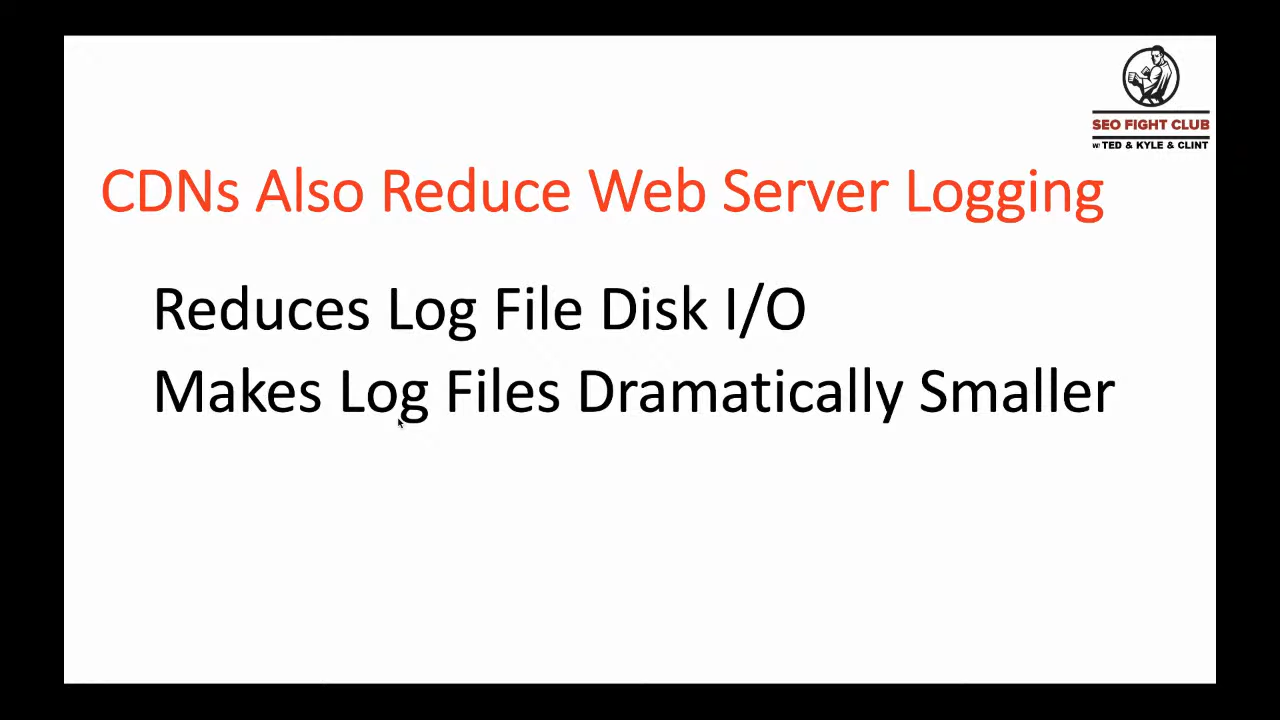 SEO FIGHT CLUB
W/ TED & KYLE & CLINT
CDNs Also Reduce Web Server Logging
Reduces Log File Disk I/O
Makes Log Files Dramatically Smaller